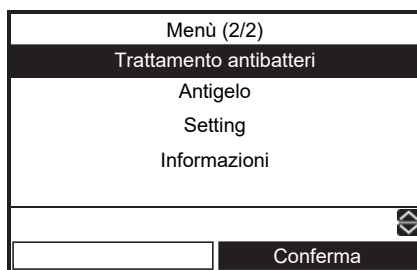 Menù (2/2)
Trattamento antibatteri
Antigelo
Setting
Informazioni
Conferma